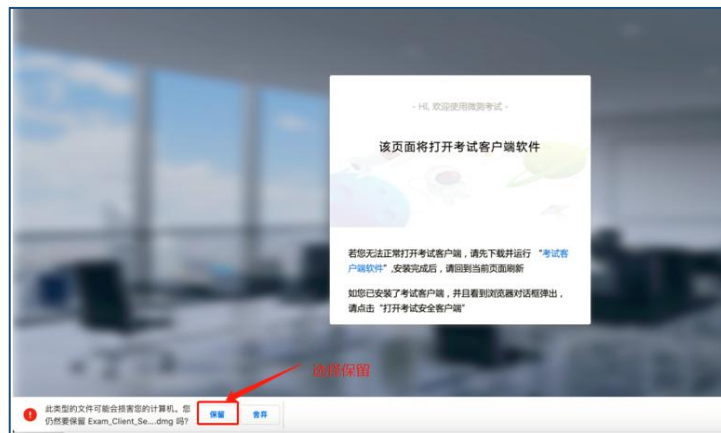 - HI, 欢迎使用微测考试 -
该页面将打开考试客户端软件
若您无法正常打开考试客户端，请先下载并运行 “考试客
户端软件” ,安装完成后，请回到当前页面刷新
如您已安装了考试客户端，并且看到浏览器对话框弹出，
请点击 “打开考试安全客户端”
选择保留
此类型的文件可能会损害您的计算机。您
仍然要保留 Exam_Client_Se....dmg 吗?
保留
舍弃